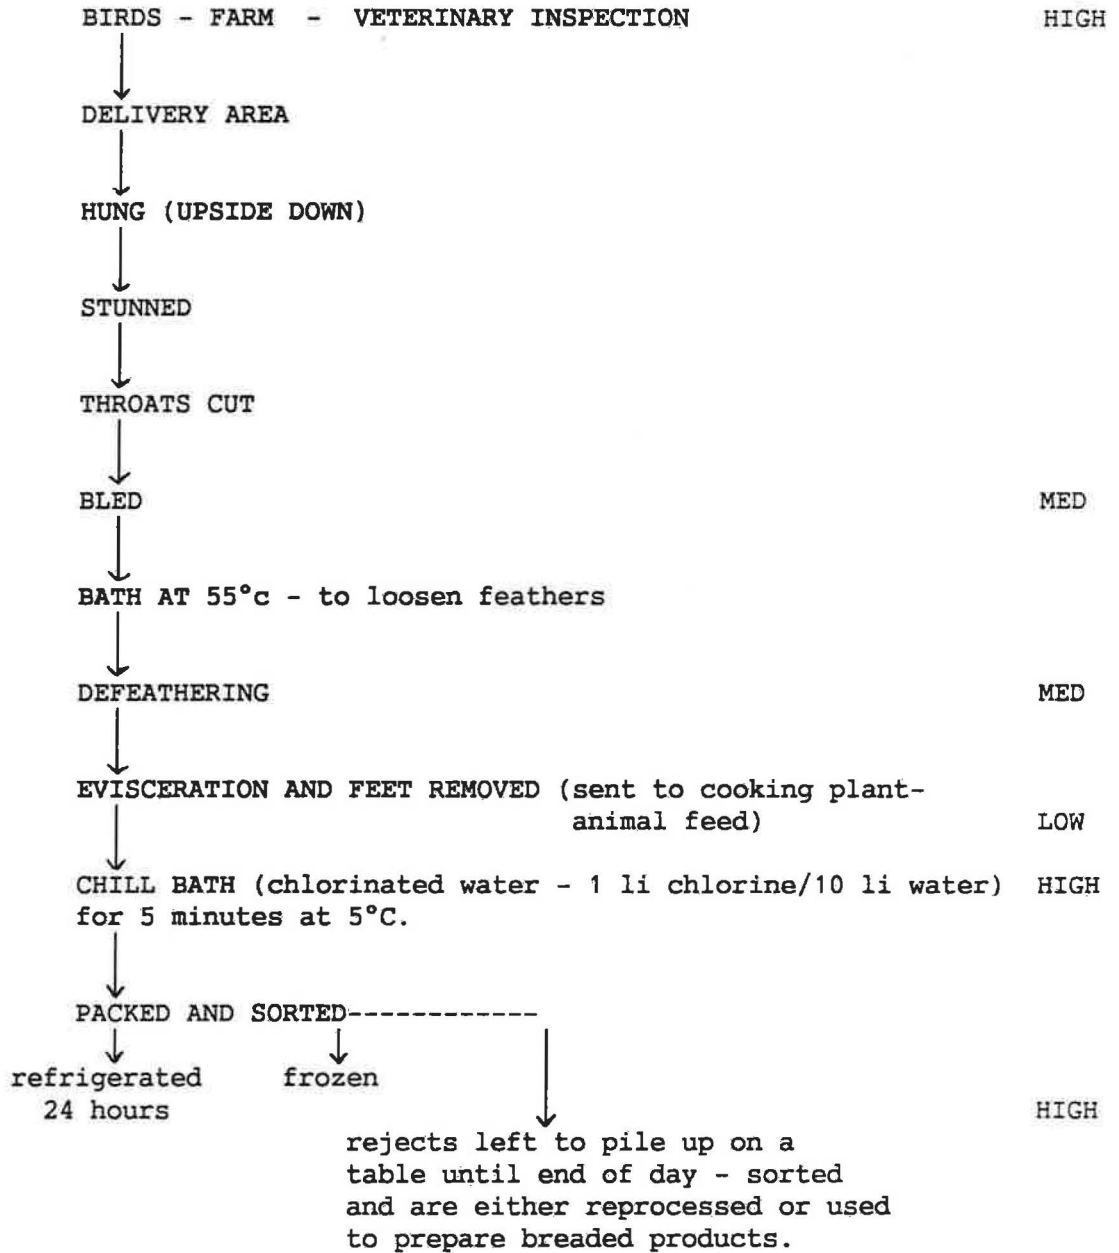 BIRDS - FARM - VETERINARY INSPECTION HIGH
DELIVERY AREA
HUNG (UPSIDE DOWN)
STUNNED
THROATS CUT
BLED MED
BATH AT 55°c - to loosen feathers
DEFEATHERING MED
EVISCERATION AND FEET REMOVED (sent to cooking plant-
animal feed) LOW
CHILL BATH (chlorinated water - 1 li chlorine/10 li water) HIGH
for 5 minutes at 5°C.
PACKED AND SORTED------------
refrigerated frozen
24 hours HIGH
rejects left to pile up on a
table until end of day - sorted
and are either reprocessed or used
to prepare breaded products.